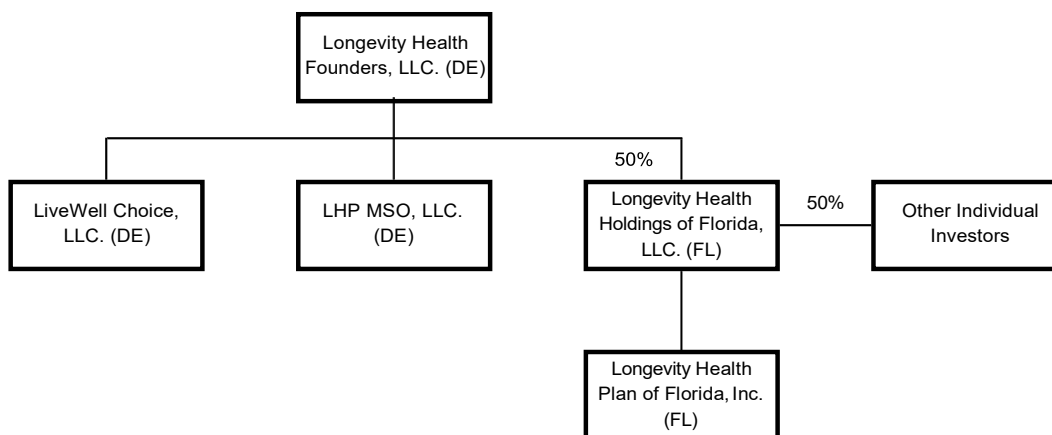 Longevity Health
Founders, LLC. (DE)
50%
LiveWell Choice,
LLC. (DE)
LHP MSO, LLC.
(DE)
Longevity Health
Holdings of Florida,
LLC. (FL)
50%
Other Individual
Investors
Longevity Health
Plan of Florida, Inc.
(FL)